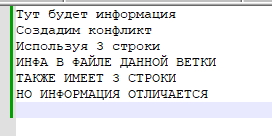 Тут будет информация
Создадим конфликт
Используя 3 строки
ИНФА В ФАЙЛЕ ДАННОЙ ВЕТКИ
ТАКЖЕ ИМЕЕТ 3 СТРОКИ
НО ИНФОРМАЦИЯ ОТЛИЧАЕТСЯ